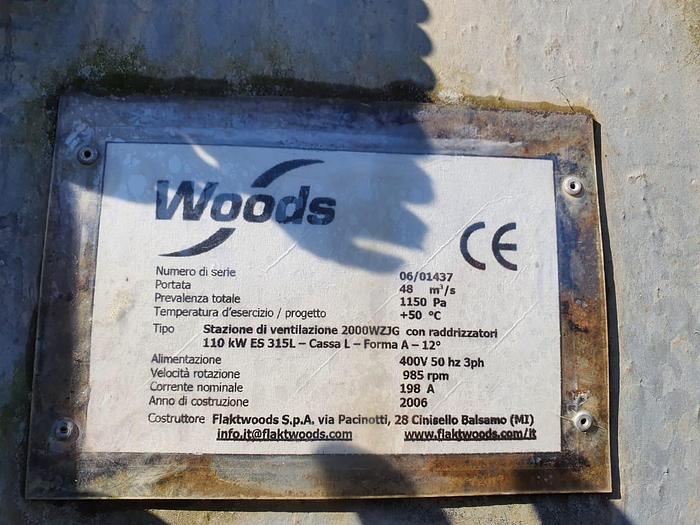 Woods
CE
Numero di serie 06/01437
Portata 48 m³/s
Prevalenza totale 1150 Pa
Temperatura d'esercizio / progetto +50 °C
Tipo Stazione di ventilazione 2000WZJG con raddrizzatori
110 kW ES 315L – Cassa L – Forma A – 12°
Alimentazione 400V 50 hz 3ph
Velocità rotazione 985 rpm
Corrente nominale 198 A
Anno di costruzione 2006
Costruttore Flaktwoods S.p.A. via Pacinotti, 28 Cinisello Balsamo (MI)
info.it@flaktwoods.com www.flaktwoods.com/it